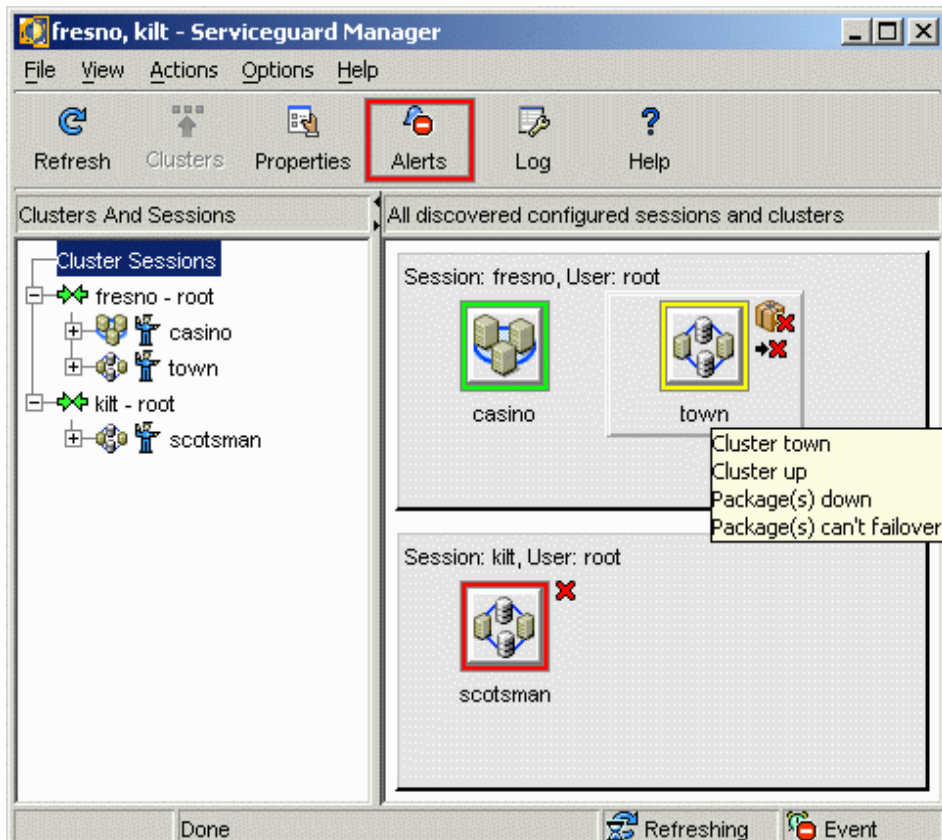 fresno, kilt - Serviceguard Manager
File View Actions Options Help
Refresh Clusters Properties Alerts Log Help
Clusters And Sessions
All discovered configured sessions and clusters
Cluster Sessions
fresno - root
casino
town
kilt - root
scotsman
Session: fresno, User: root
casino
town
Cluster town
Cluster up
Package(s) down
Package(s) can't failover
Session: kilt, User: root
scotsman
Done
Refreshing
Event